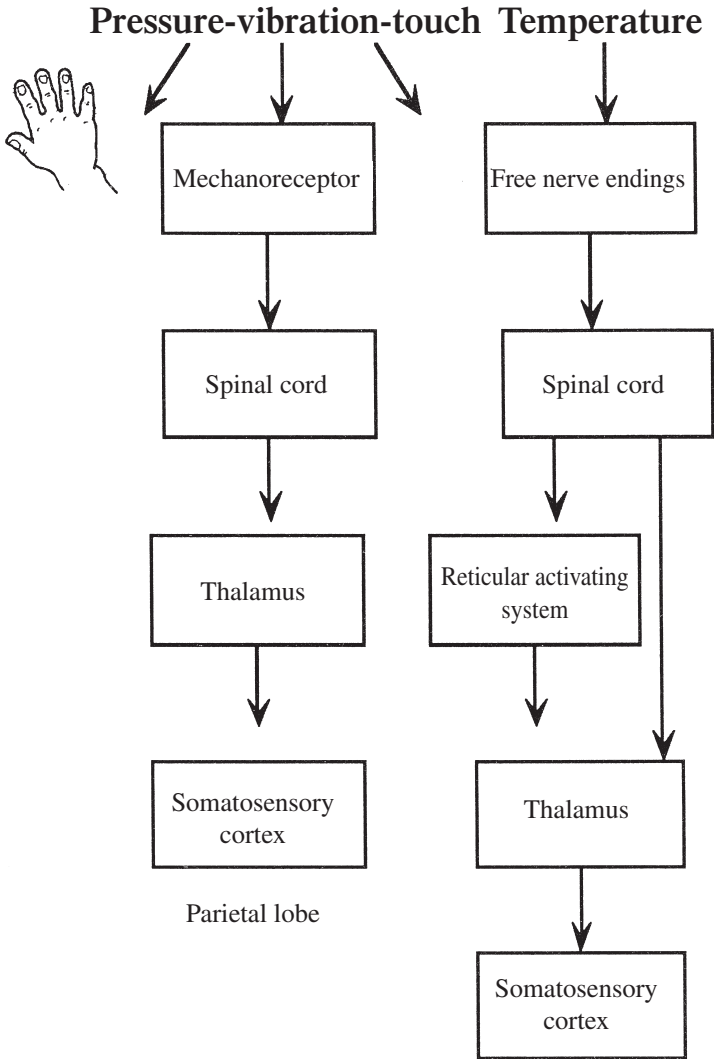 Pressure-vibration-touch Temperature
Mechanoreceptor
Spinal cord
Thalamus
Somatosensory
cortex
Parietal lobe
Free nerve endings
Spinal cord
Reticular activating
system
Thalamus
Somatosensory
cortex